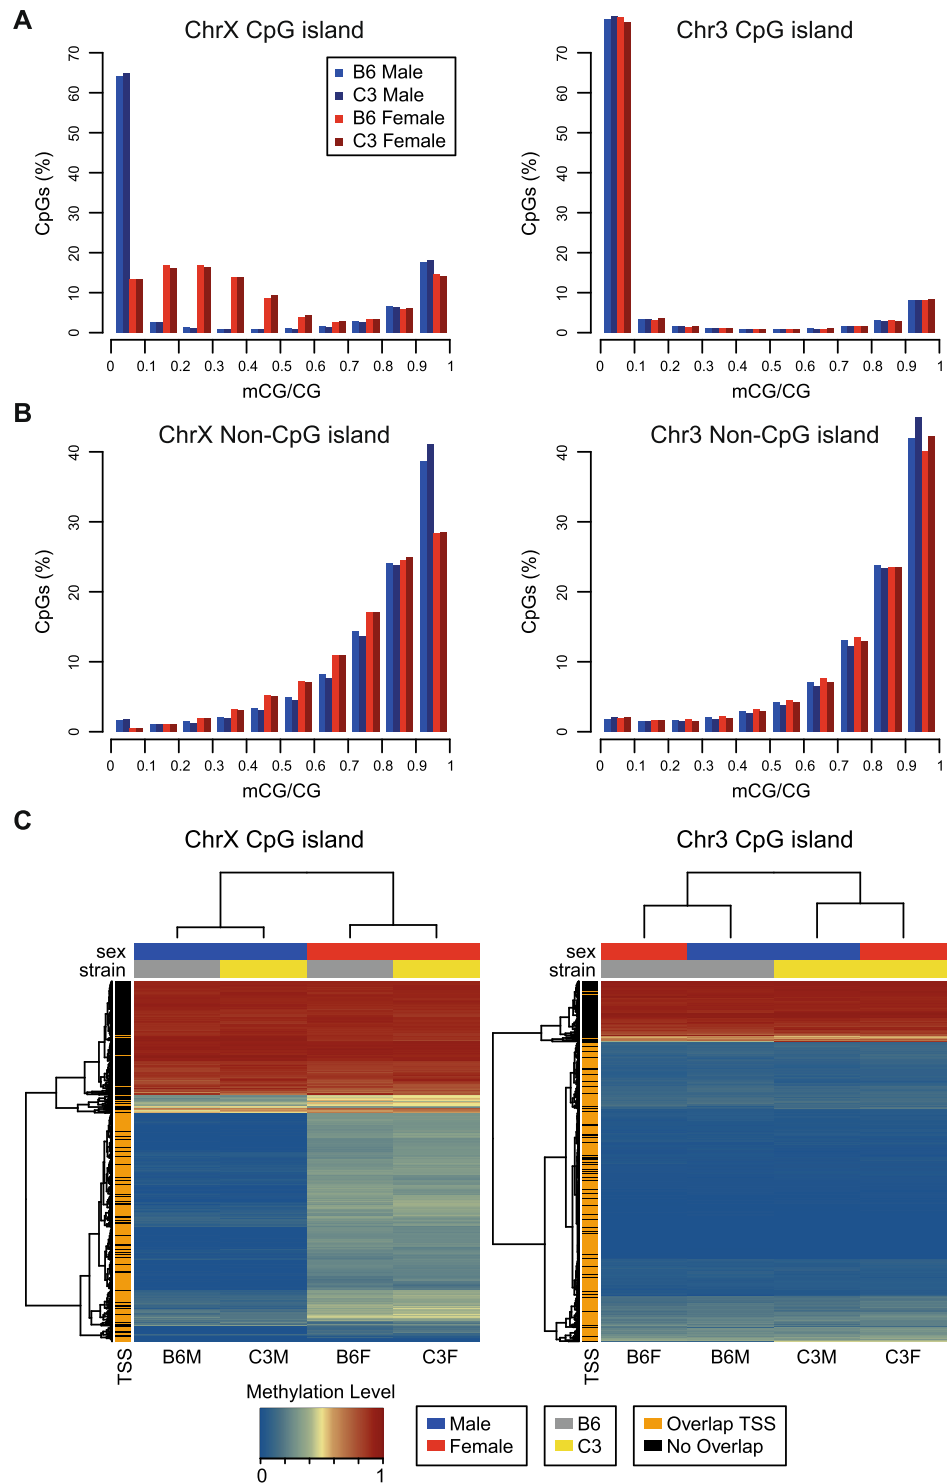 A
ChrX CpG island
Chr3 CpG island
B6 Male
C3 Male
B6 Female
C3 Female
CpGs (%)
0 10 20 30 40 50 60 70
0 0.1 0.2 0.3 0.4 0.5 0.6 0.7 0.8 0.9 1
mCG/CG
CpGs (%)
0 10 20 30 40 50 60 70
0 0.1 0.2 0.3 0.4 0.5 0.6 0.7 0.8 0.9 1
mCG/CG
B
ChrX Non-CpG island
Chr3 Non-CpG island
CpGs (%)
0 10 20 30 40
0 0.1 0.2 0.3 0.4 0.5 0.6 0.7 0.8 0.9 1
mCG/CG
CpGs (%)
0 10 20 30 40
0 0.1 0.2 0.3 0.4 0.5 0.6 0.7 0.8 0.9 1
mCG/CG
C
ChrX CpG island
Chr3 CpG island
sex
strain
TSS
B6M C3M B6F C3F
TSS
B6F B6M C3M C3F
Methylation Level
0 1
Male
Female
B6
C3
Overlap TSS
No Overlap